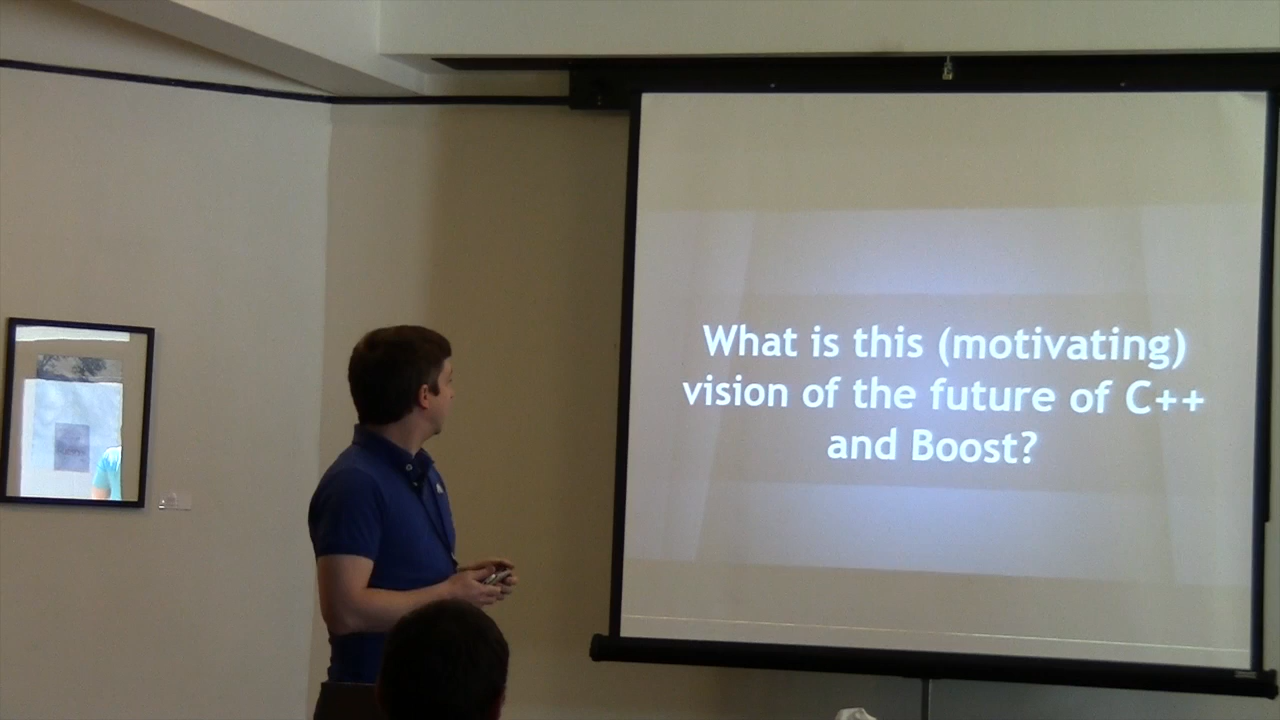 What is this (motivating)
vision of the future of C++
and Boost?